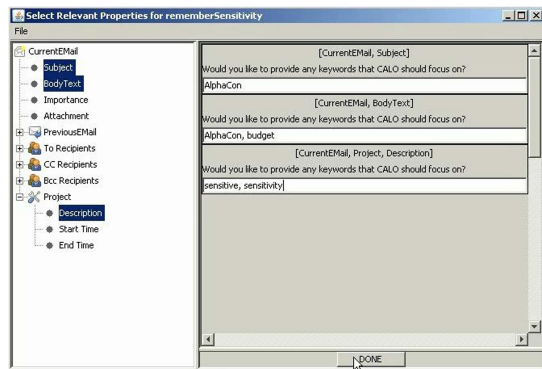 Select Relevant Properties for rememberSensitivity
File
CurrentEMail
Subject
BodyText
Importance
Attachment
PreviousEMail
To Recipients
CC Recipients
Bcc Recipients
Project
Description
Start Time
End Time
[CurrentEMail, Subject]
Would you like to provide any keywords that CALO should focus on?
AlphaCon
[CurrentEMail, BodyText]
Would you like to provide any keywords that CALO should focus on?
AlphaCon, budget
[CurrentEMail, Project, Description]
Would you like to provide any keywords that CALO should focus on?
sensitive, sensitivity
DONE